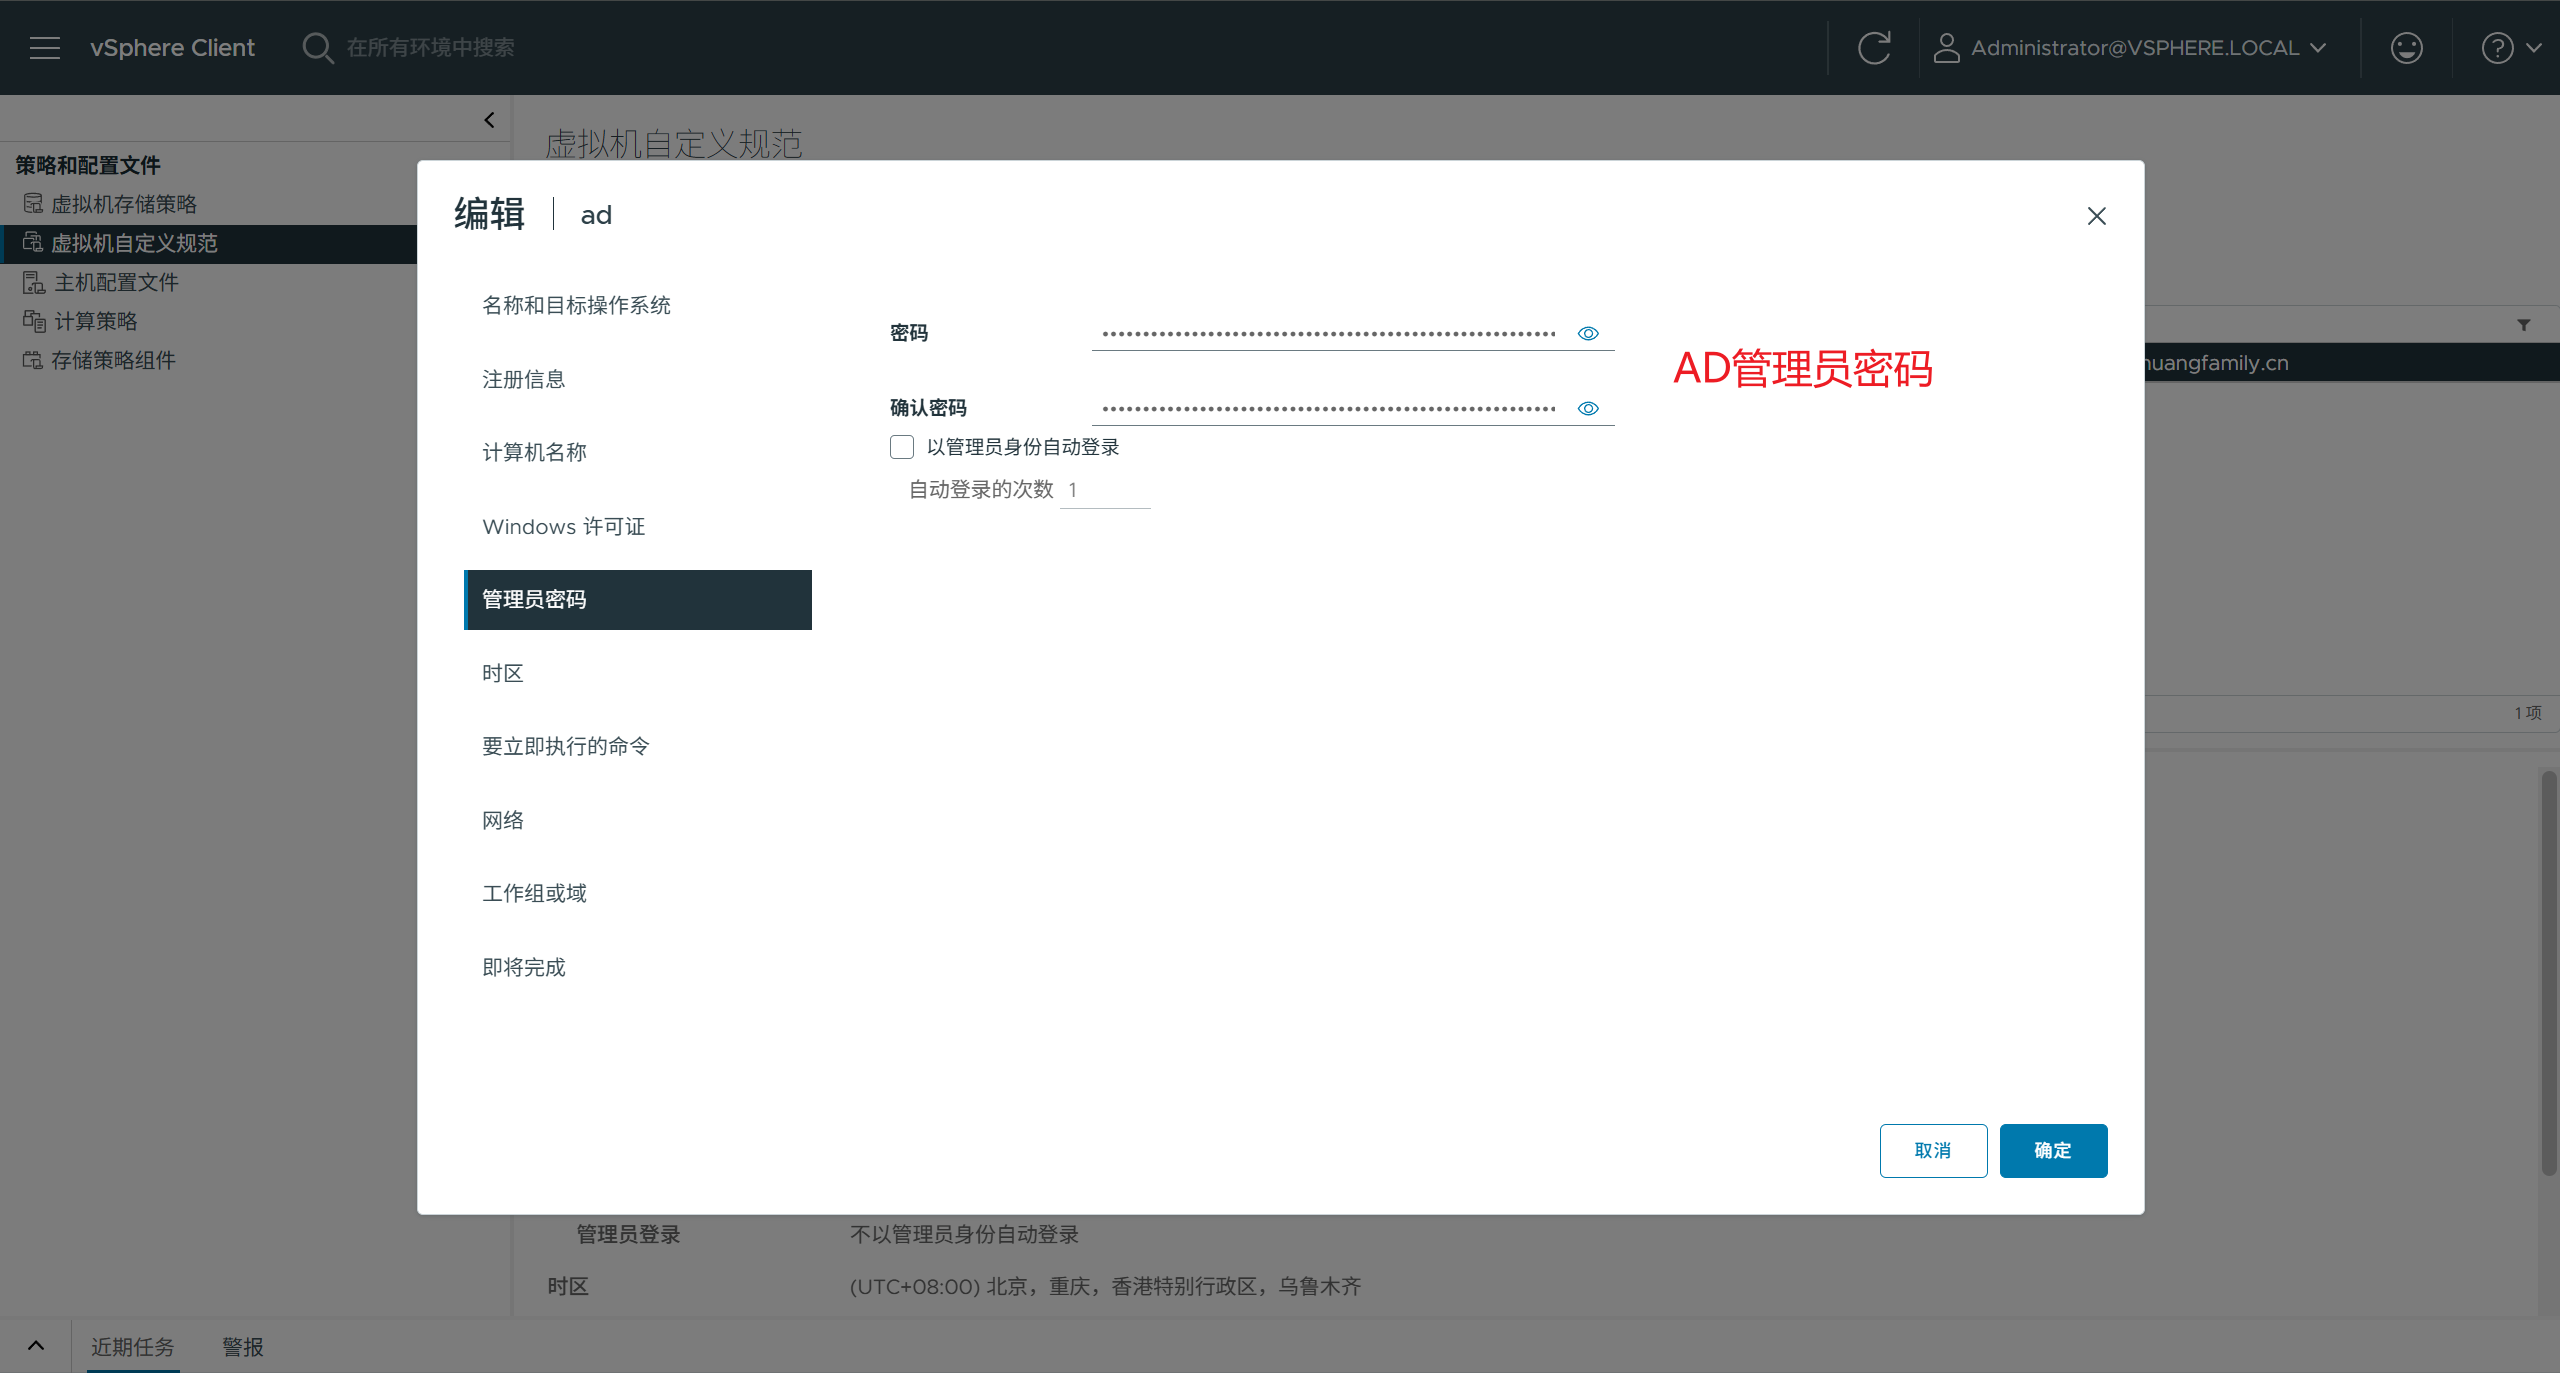 vSphere Client
在所有环境中搜索
Administrator@VSPHERE.LOCAL
策略和配置文件
虚拟机存储策略
虚拟机自定义规范
主机配置文件
计算策略
存储策略组件
虚拟机自定义规范
huangfamily.cn
1 项
编辑 | ad
名称和目标操作系统
注册信息
计算机名称
Windows 许可证
管理员密码
时区
要立即执行的命令
网络
工作组或域
即将完成
密码
确认密码
以管理员身份自动登录
自动登录的次数 1
AD管理员密码
取消
确定
管理员登录 不以管理员身份自动登录
时区 (UTC+08:00) 北京，重庆，香港特别行政区，乌鲁木齐
近期任务
警报